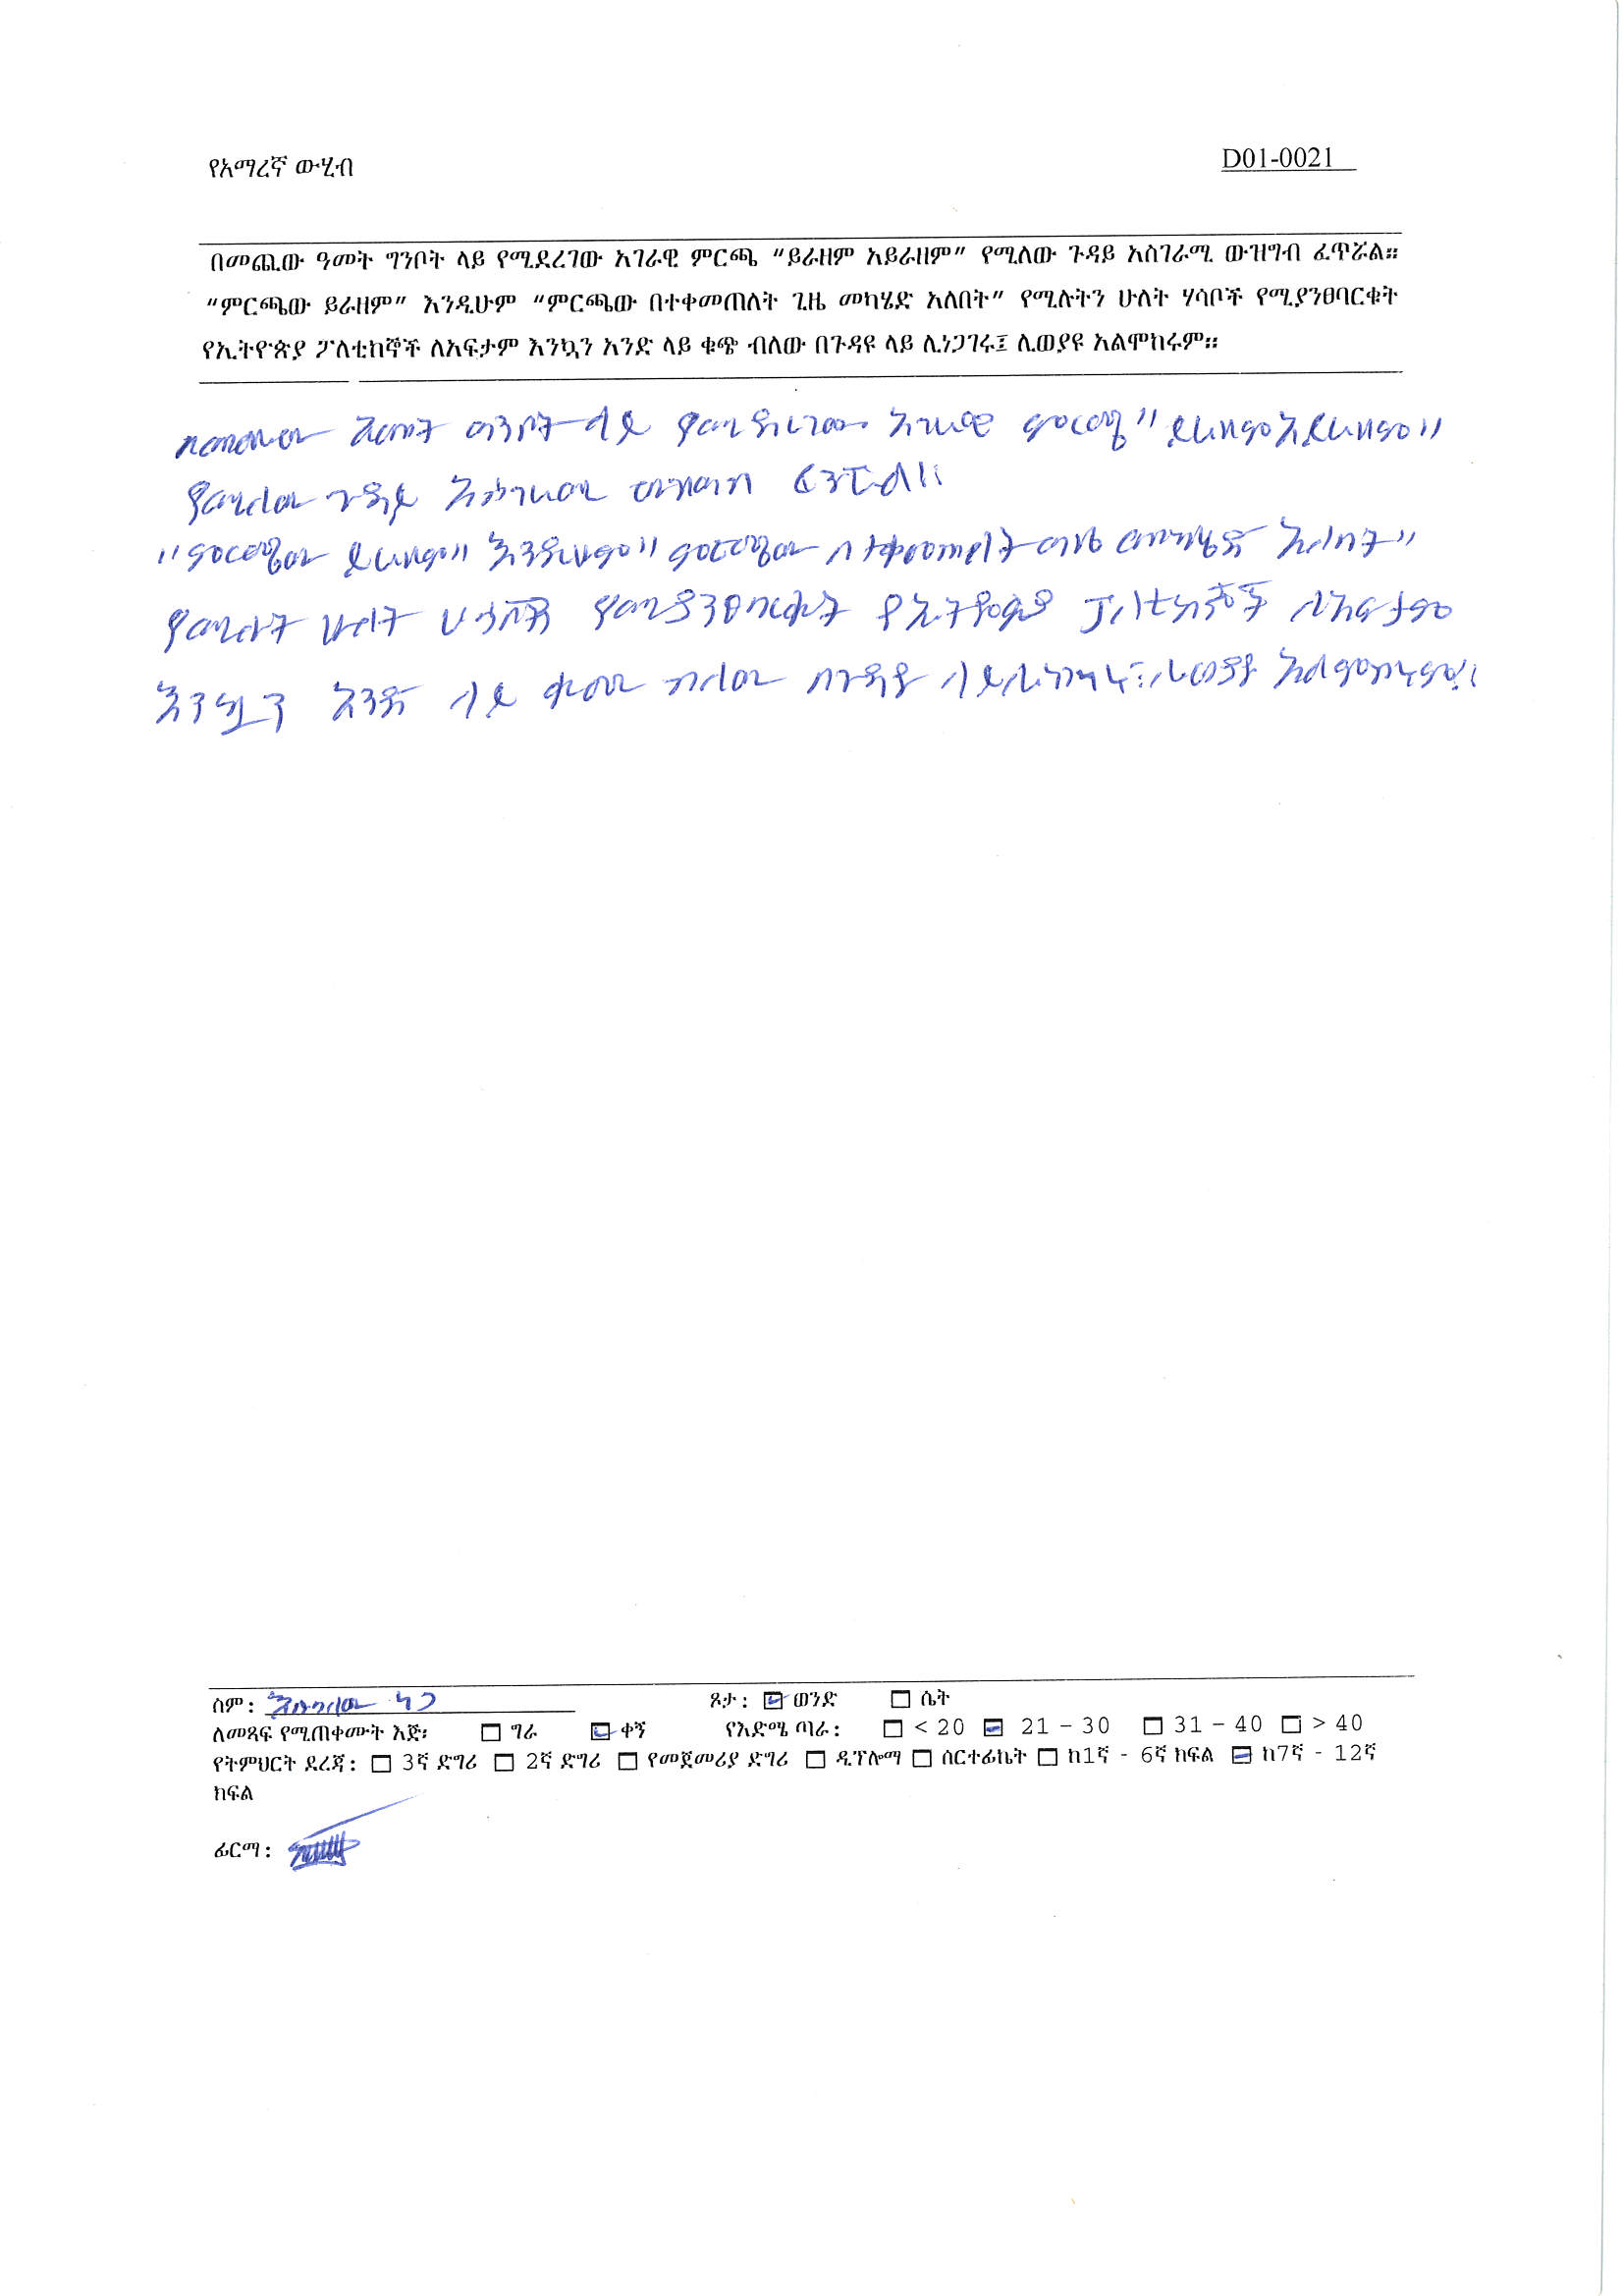 የአማረኛ ውሂብ
D01-0021
በመጪው ዓመት ግንቦት ላይ የሚደረገው አገራዊ ምርጫ “ይራዘም አይራዘም” የሚለው ጉዳይ አስገራሚ ውዝግብ ፈጥሯል።
“ምርጫው ይራዘም” እንዲሁም “ምርጫው በተቀመጠለት ጊዜ መካሄድ አለበት” የሚሉትን ሁለት ሃሳቦች የሚያንፀባርቁት
የኢትዮጵያ ፖለቲከኞች ለአፍታም እንኳን አንድ ላይ ቁጭ ብለው በጉዳዩ ላይ ሊነጋገሩ፤ ሊወያዩ አልሞከሩም።
በመጪው አመት ግንቦት ላይ የሚደረገው አገራዊ ምርጫ "ይራዘም አይራዘም"
የሚለው ጉዳይ አስገራሚ ውዝግብ ፈጥሯል።
"ምርጫው ይራዘም" እንዲሁም "ምርጫው በተቀመጠለት ጊዜ መካሄድ አለበት"
የሚሉት ሁለት ሀሳቦች የሚያንፀባርቁት የኢትዮጵያ ፖለቲከኞች ለአፍታም
እንኳን አንድ ላይ ቁጭ ብለው በጉዳዩ ላይ ሊነጋገሩ፤ ሊወያዩ አልሞከሩም።
ስም: ጾታ: ወንድ ሴት
ለመጻፍ የሚጠቀሙት እጅ፡ ግራ ቀኝ የእድሜ ጣራ: < 20 21 – 30 31 – 40 > 40
የትምህርት ደረጃ: 3ኛ ድግሪ 2ኛ ድግሪ የመጀመሪያ ድግሪ ዲፕሎማ ሰርተፊኬት ከ1ኛ - 6ኛ ክፍል ከ7ኛ - 12ኛ
ክፍል
ፊርማ: